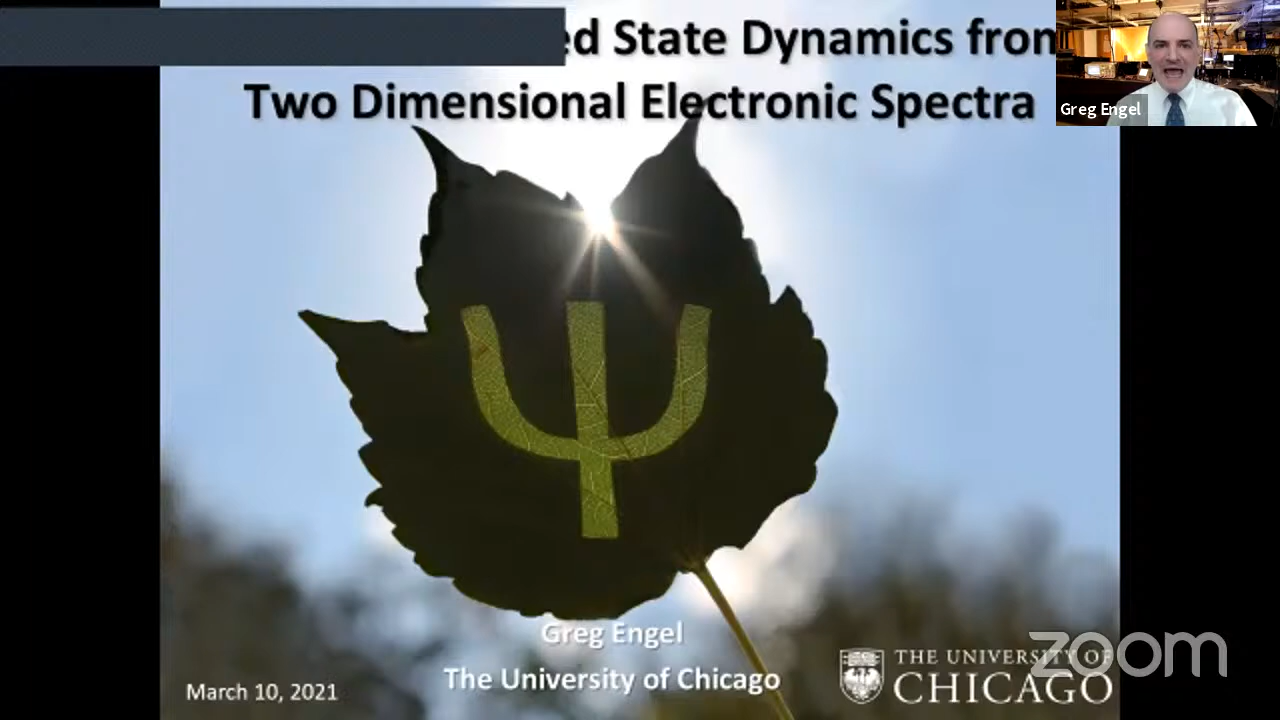 ed State Dynamics from
Two Dimensional Electronic Spectra
Greg Engel
Ψ
Greg Engel
The University of Chicago
March 10, 2021
THE UNIVERSITY OF
CHICAGO
zoom